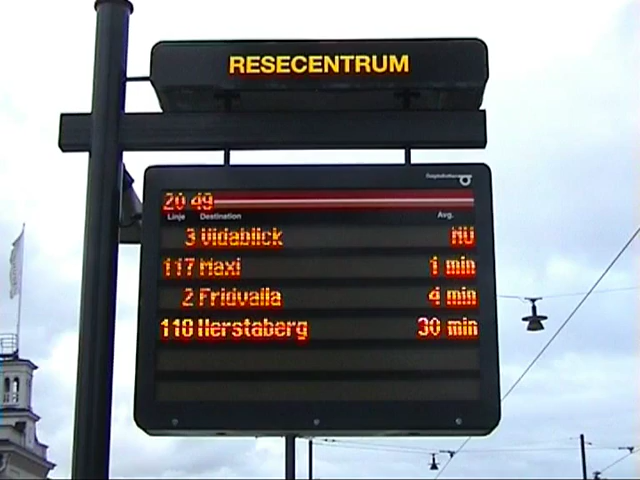 RESECENTRUM
20 49
Linje Destination Avg.
3 Vidablick NU
117 Maxi 1 min
2 Fridvalla 4 min
118 Herstaberg 30 min